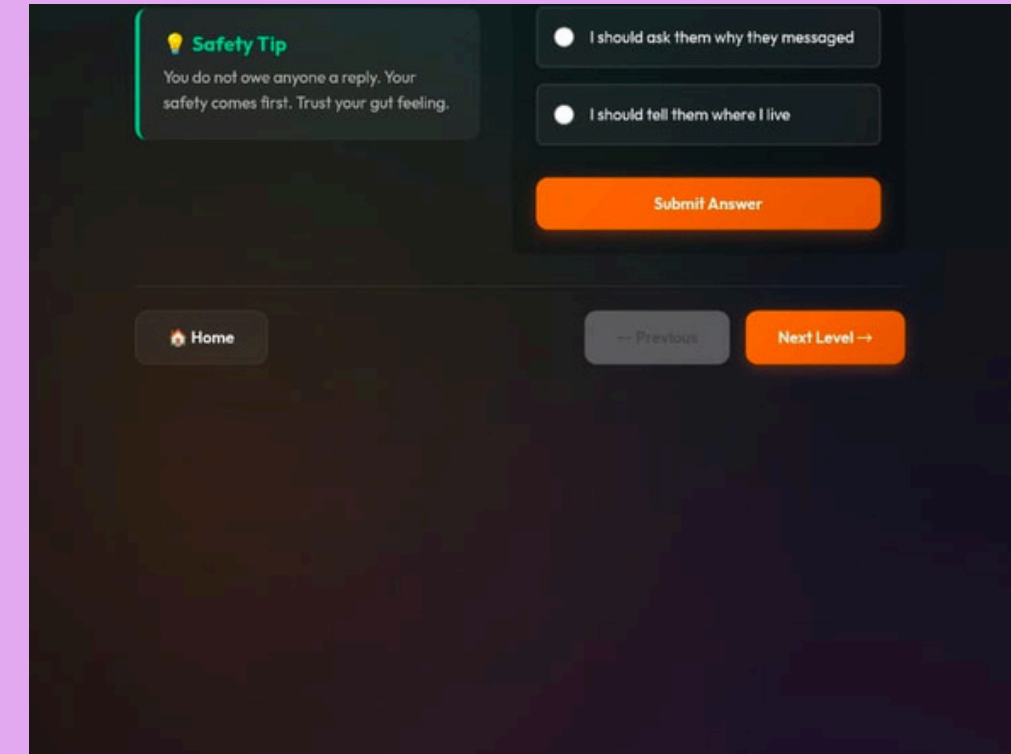 💡 Safety Tip
You do not owe anyone a reply. Your
safety comes first. Trust your gut feeling.
I should ask them why they messaged
I should tell them where I live
Submit Answer
🏠 Home
← Previous
Next Level →